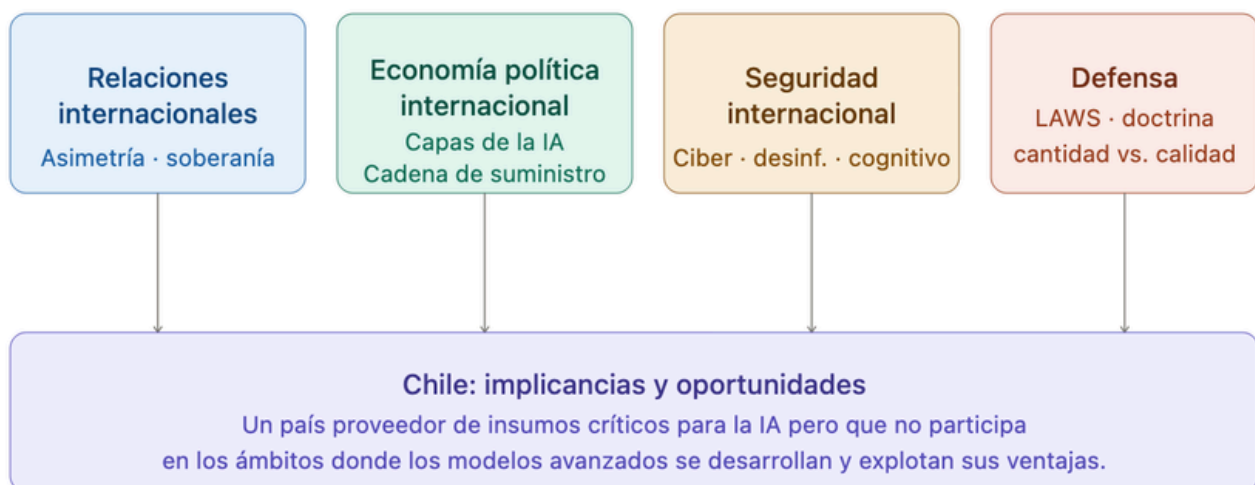 Relaciones
internacionales
Asimetría · soberanía
Economía política
internacional
Capas de la IA
Cadena de suministro
Seguridad
internacional
Ciber · desinf. · cognitivo
Defensa
LAWS · doctrina
cantidad vs. calidad
Chile: implicancias y oportunidades
Un país proveedor de insumos críticos para la IA pero que no participa
en los ámbitos donde los modelos avanzados se desarrollan y explotan sus ventajas.